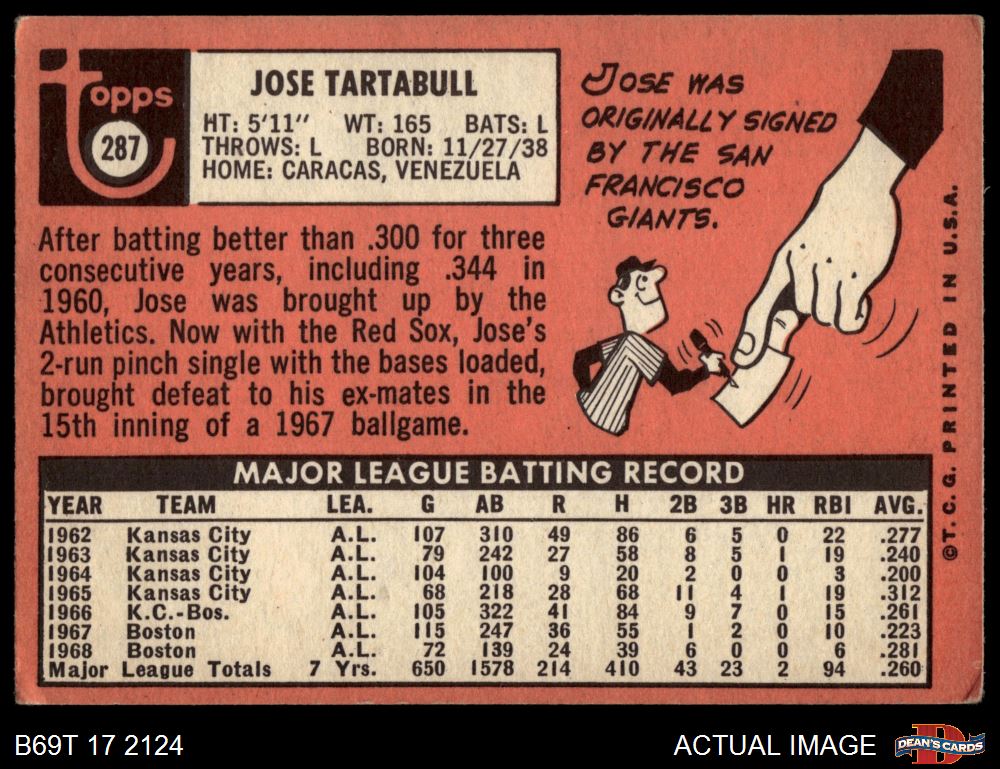 topps
287
JOSE TARTABULL
HT: 5'11" WT: 165 BATS: L
THROWS: L BORN: 11/27/38
HOME: CARACAS, VENEZUELA
JOSE WAS
ORIGINALLY SIGNED
BY THE SAN
FRANCISCO
GIANTS.
After batting better than .300 for three
consecutive years, including .344 in
1960, Jose was brought up by the
Athletics. Now with the Red Sox, Jose's
2-run pinch single with the bases loaded,
brought defeat to his ex-mates in the
15th inning of a 1967 ballgame.
©T. C. G. PRINTED IN U.S.A.
MAJOR LEAGUE BATTING RECORD
YEAR TEAM LEA. G AB R H 2B 3B HR RBI AVG.
1962 Kansas City A.L. 107 310 49 86 6 5 0 22 .277
1963 Kansas City A.L. 79 242 27 58 8 5 1 19 .240
1964 Kansas City A.L. 104 100 9 20 2 0 0 3 .200
1965 Kansas City A.L. 68 218 28 68 11 4 1 19 .312
1966 K.C.-Bos. A.L. 105 322 41 84 9 7 0 15 .261
1967 Boston A.L. 115 247 36 55 1 2 0 10 .223
1968 Boston A.L. 72 139 24 39 6 0 0 6 .281
Major League Totals 7 Yrs. 650 1578 214 410 43 23 2 94 .260
B69T 17 2124
ACTUAL IMAGE
D
DEAN'S CARDS